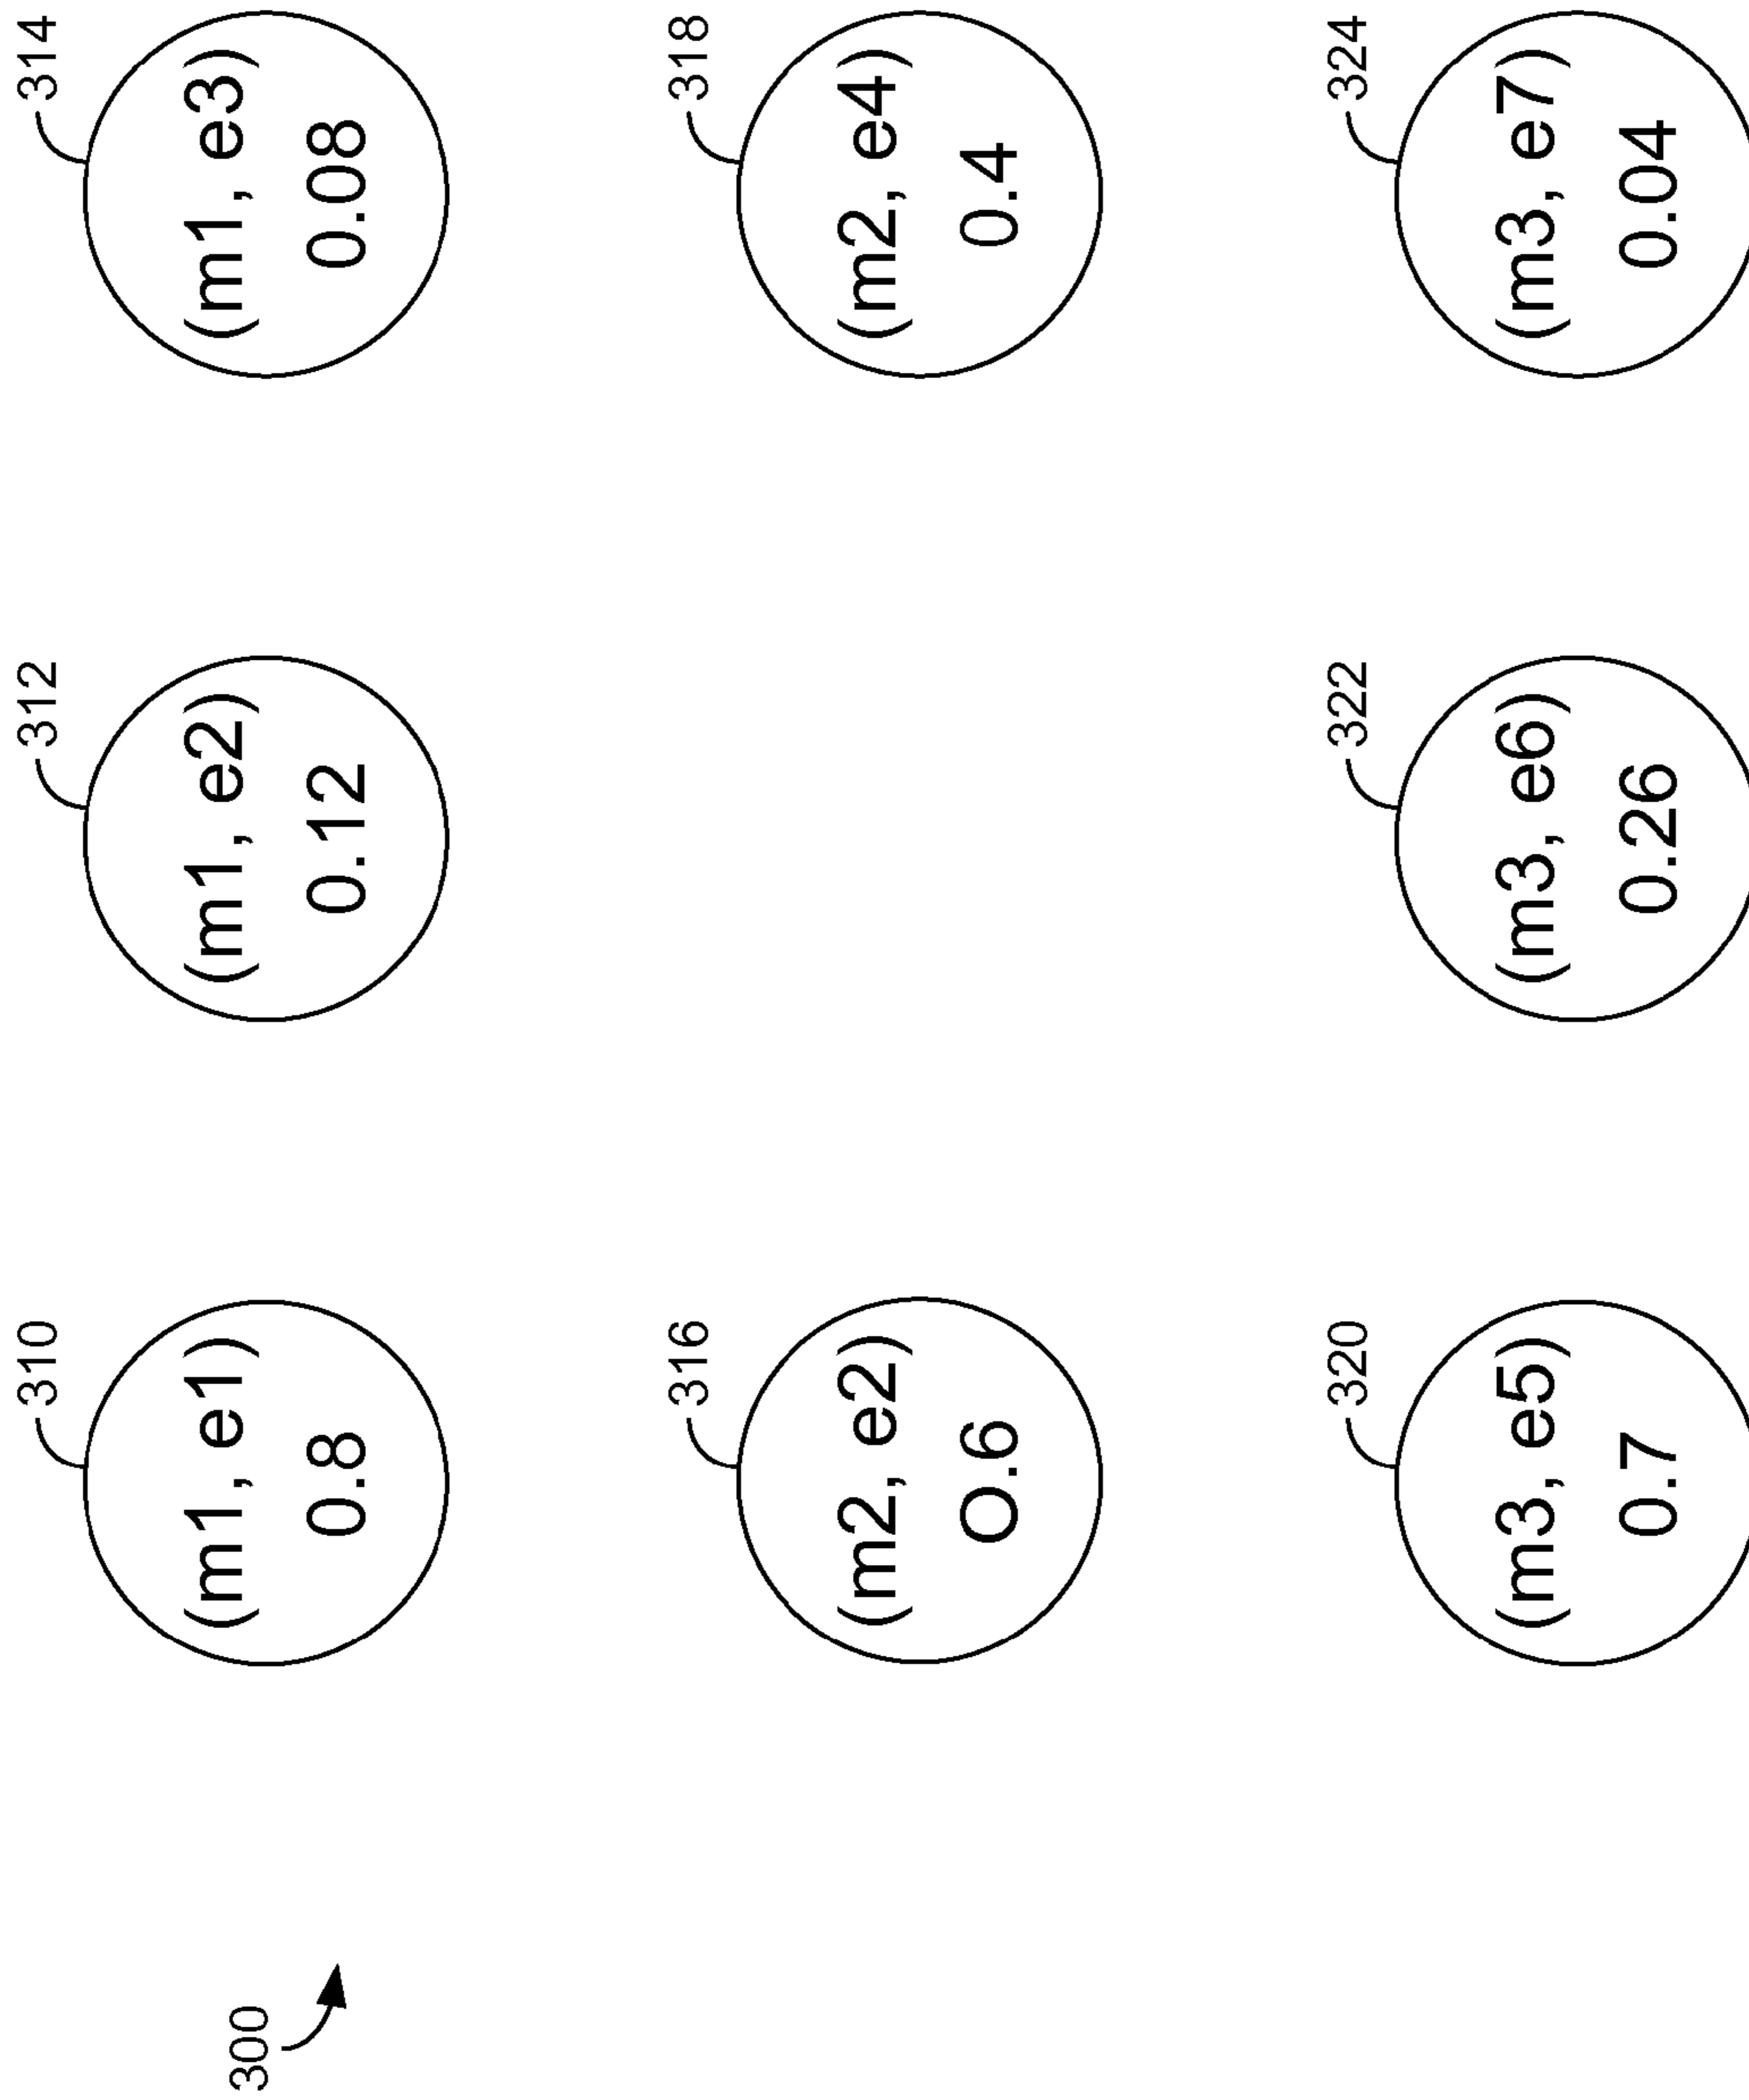 300
310
(m1, e1)
0.8
312
(m1, e2)
0.12
314
(m1, e3)
0.08
316
(m2, e2)
O.6
318
(m2, e4)
0.4
320
(m3, e5)
0.7
322
(m3, e6)
0.26
324
(m3, e7)
0.04